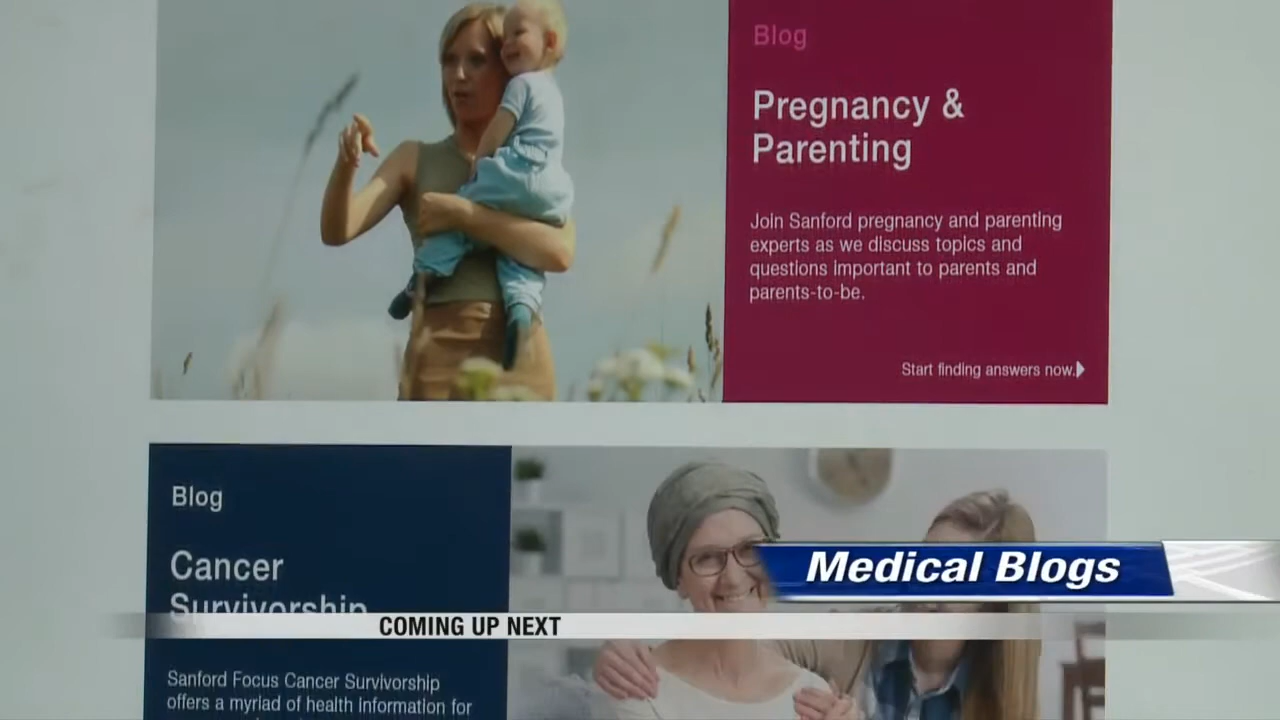 Blog
Pregnancy &
Parenting
Join Sanford pregnancy and parenting
experts as we discuss topics and
questions important to parents and
parents-to-be.
Start finding answers now.
Blog
Cancer
Survivorship
Medical Blogs
COMING UP NEXT
Sanford Focus Cancer Survivorship
offers a myriad of health information for